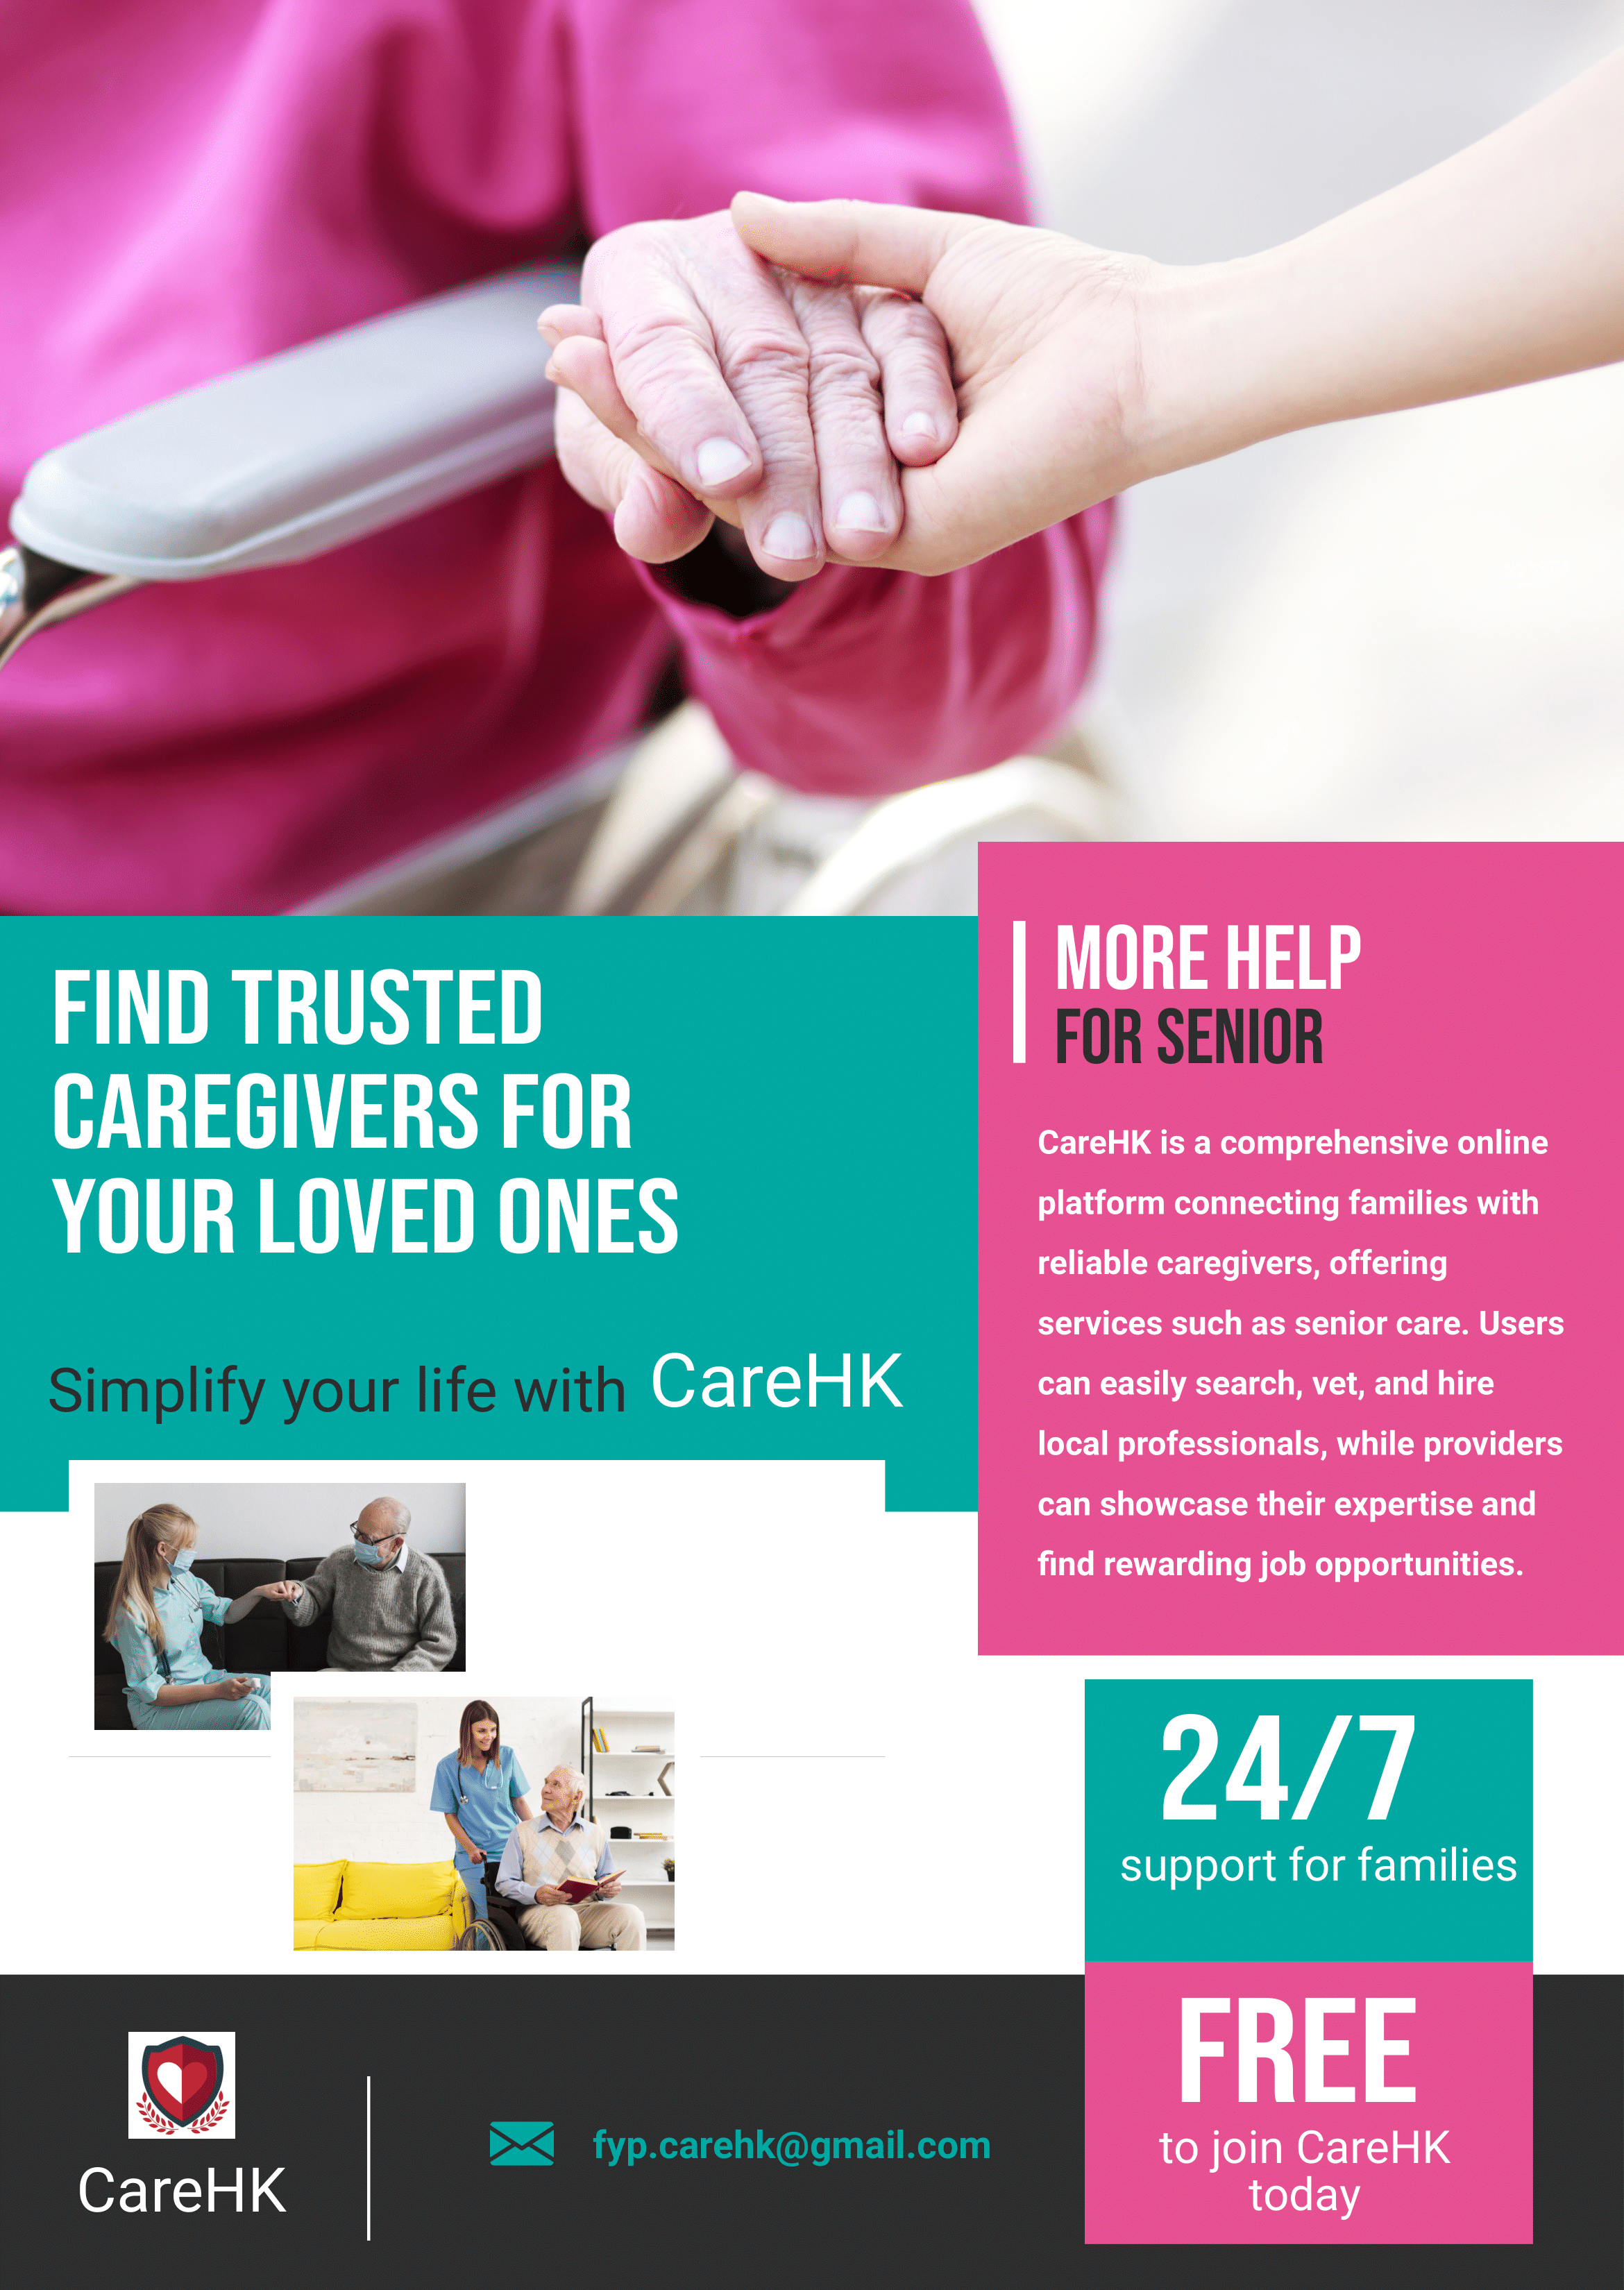 FIND TRUSTED
CAREGIVERS FOR
YOUR LOVED ONES
Simplify your life with CareHK
MORE HELP
FOR SENIOR
CareHK is a comprehensive online
platform connecting families with
reliable caregivers, offering
services such as senior care. Users
can easily search, vet, and hire
local professionals, while providers
can showcase their expertise and
find rewarding job opportunities.
24/7
support for families
FREE
to join CareHK
today
CareHK
fyp.carehk@gmail.com